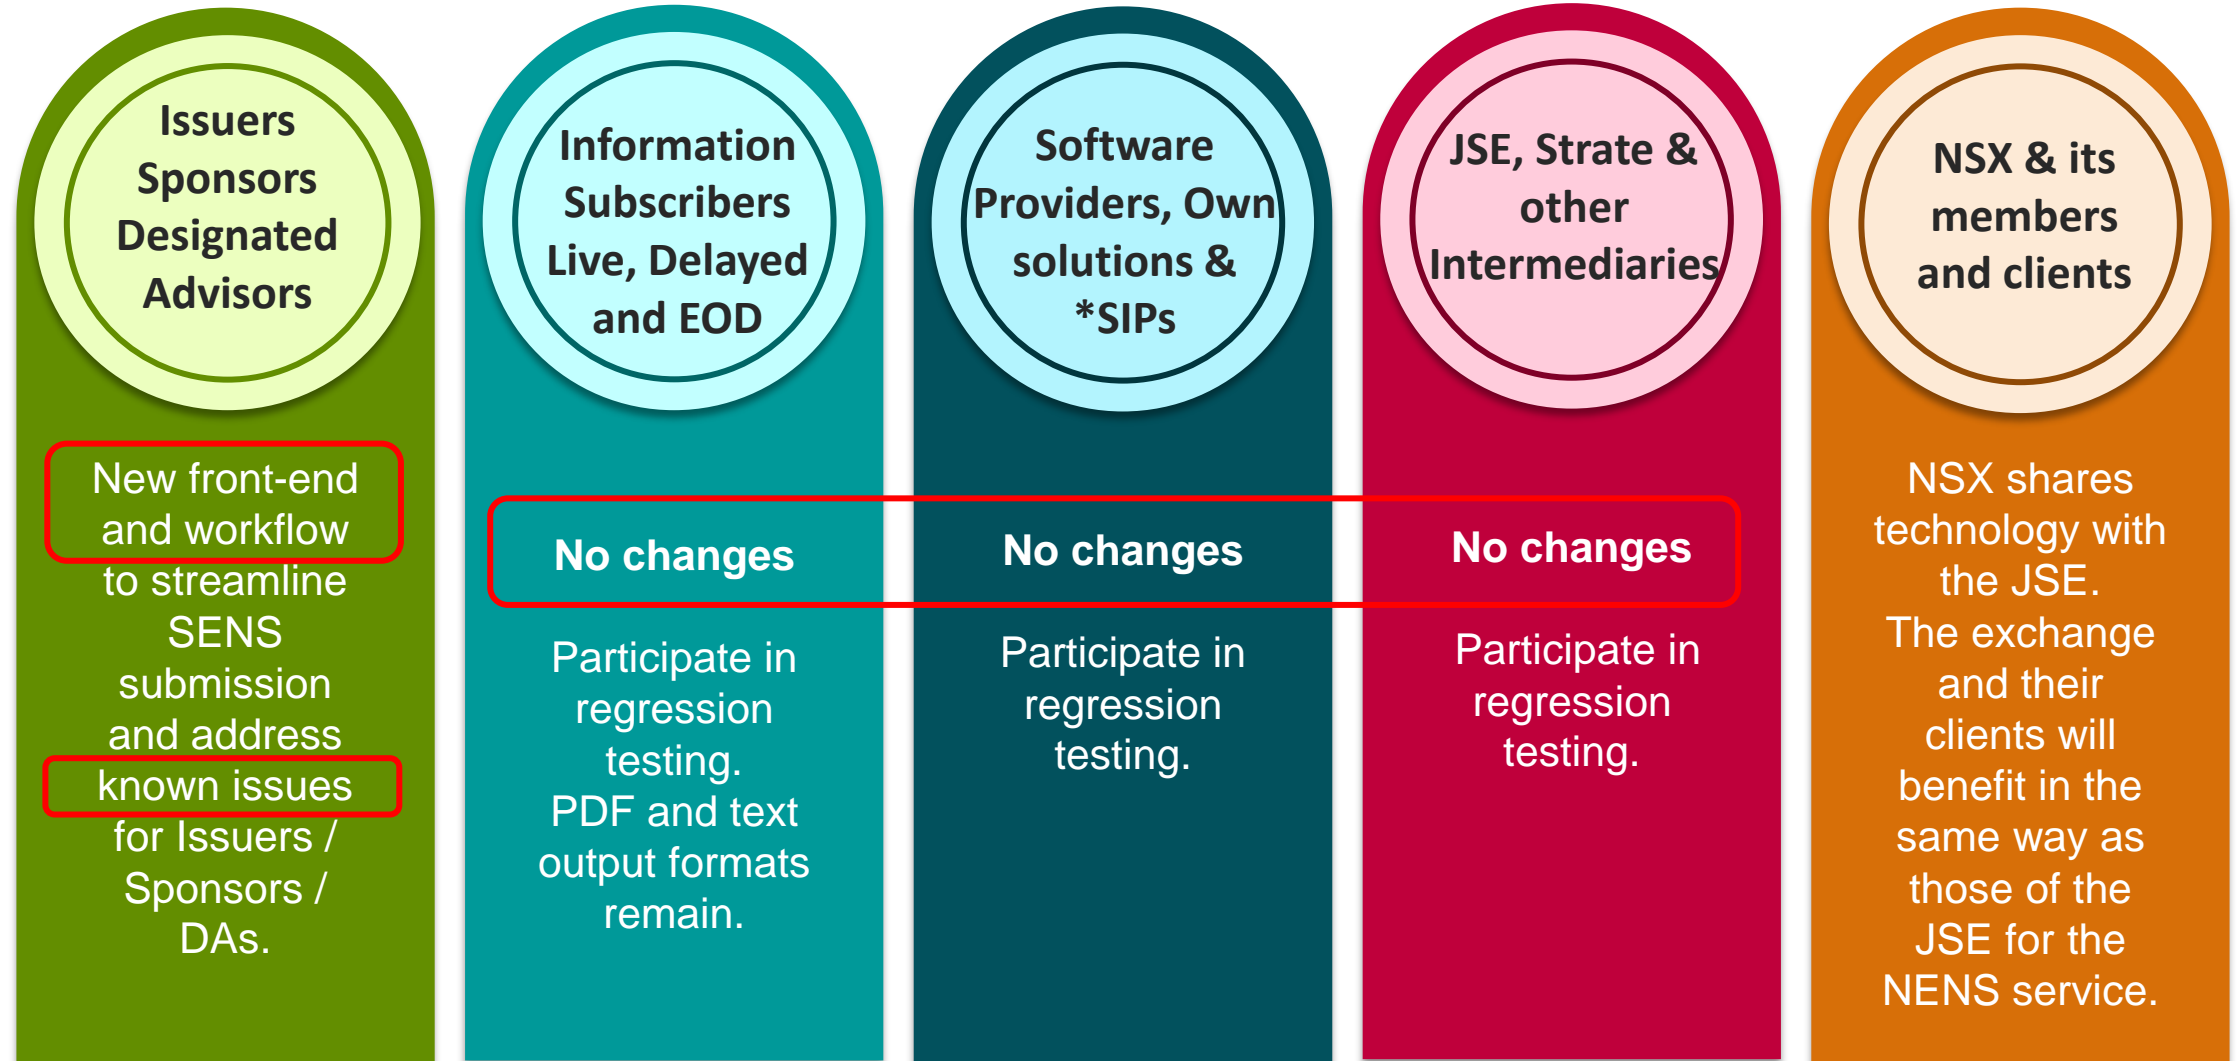 Issuers
Sponsors
Designated
Advisors
New front-end
and workflow
to streamline
SENS
submission
and address
known issues
for Issuers /
Sponsors /
DAs.
Information
Subscribers
Live, Delayed
and EOD
No changes
Participate in
regression
testing.
PDF and text
output formats
remain.
Software
Providers, Own
solutions &
*SIPs
No changes
Participate in
regression
testing.
JSE, Strate &
other
Intermediaries
No changes
Participate in
regression
testing.
NSX & its
members
and clients
NSX shares
technology with
the JSE.
The exchange
and their
clients will
benefit in the
same way as
those of the
JSE for the
NENS service.